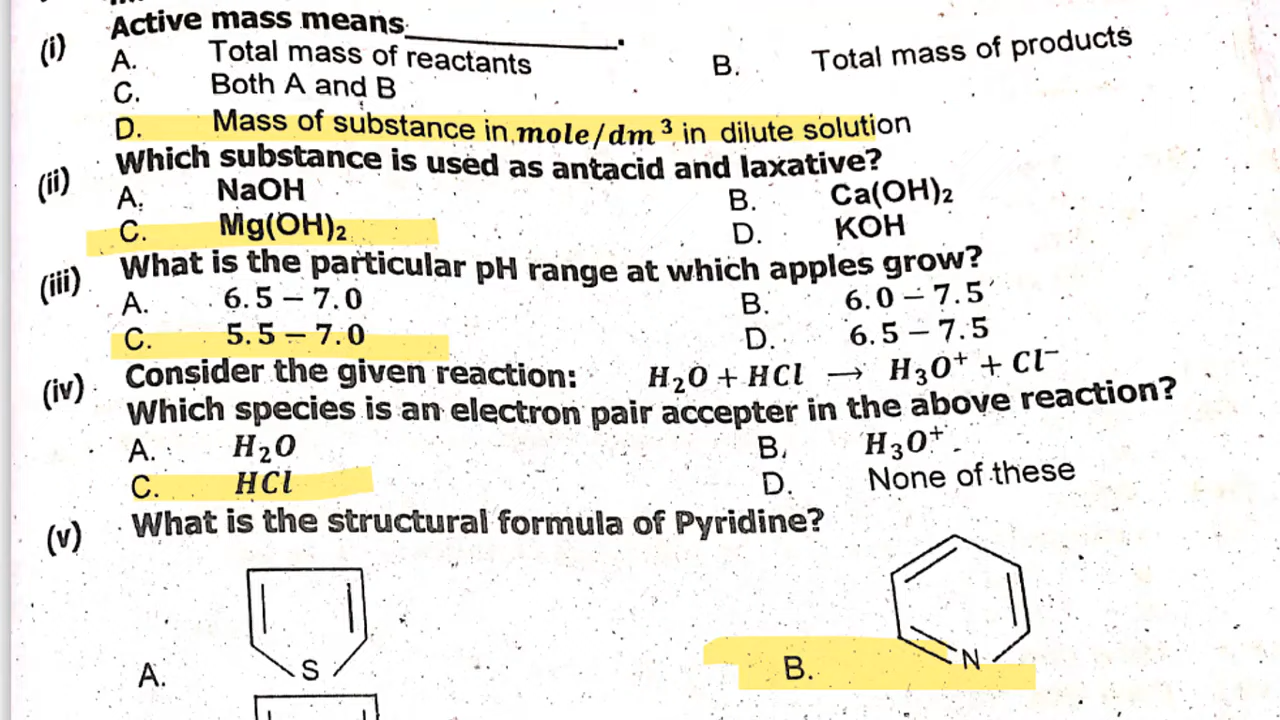 (i) Active mass means____________.
A. Total mass of reactants B. Total mass of products
C. Both A and B
D. Mass of substance in mole/dm³ in dilute solution
(ii) Which substance is used as antacid and laxative?
A. NaOH B. Ca(OH)₂
C. Mg(OH)₂ D. KOH
(iii) What is the particular pH range at which apples grow?
A. 6.5 – 7.0 B. 6.0 – 7.5
C. 5.5 – 7.0 D. 6.5 – 7.5
(iv) Consider the given reaction: H₂O + HCl → H₃O⁺ + Cl⁻
Which species is an electron pair accepter in the above reaction?
A. H₂O B. H₃O⁺
C. HCl D. None of these
(v) What is the structural formula of Pyridine?
A. S B. N